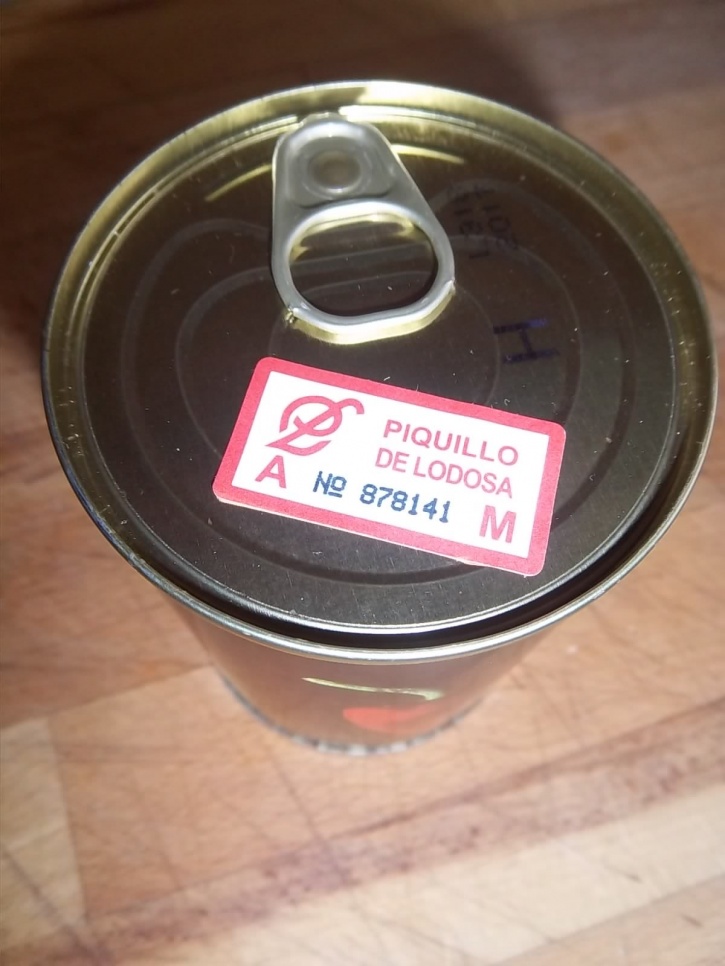 PIQUILLO
DE LODOSA
A Nº 878141 M
H